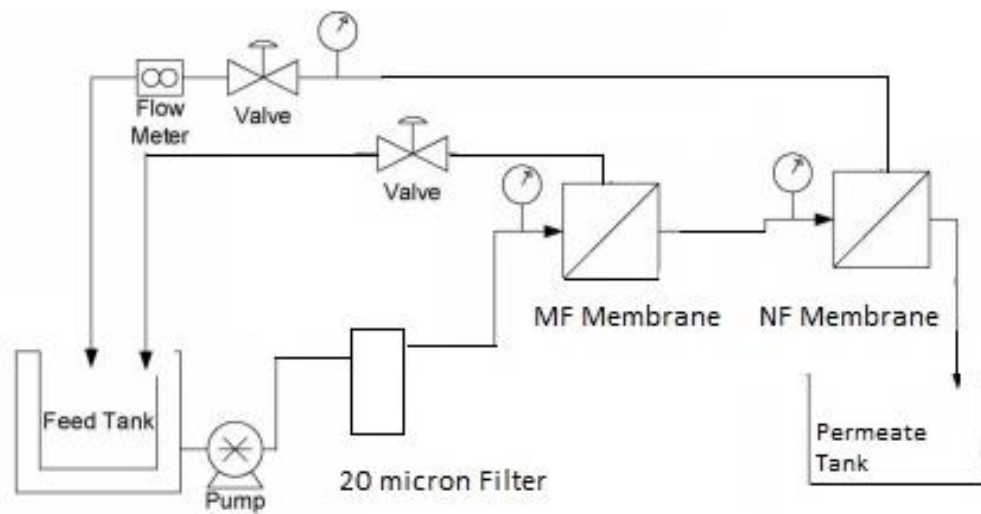 Flow
Meter
Valve
Valve
MF Membrane
NF Membrane
Feed Tank
Pump
20 micron Filter
Permeate
Tank